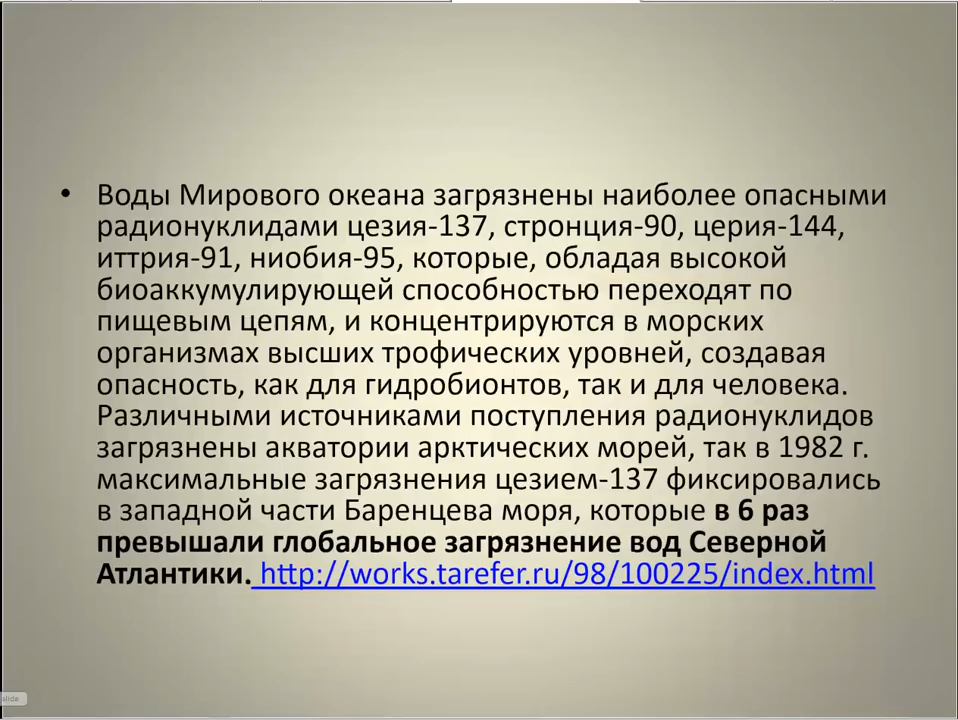 • Воды Мирового океана загрязнены наиболее опасными
радионуклидами цезия-137, стронция-90, церия-144,
иттрия-91, ниобия-95, которые, обладая высокой
биоаккумулирующей способностью переходят по
пищевым цепям, и концентрируются в морских
организмах высших трофических уровней, создавая
опасность, как для гидробионтов, так и для человека.
Различными источниками поступления радионуклидов
загрязнены акватории арктических морей, так в 1982 г.
максимальные загрязнения цезием-137 фиксировались
в западной части Баренцева моря, которые в 6 раз
превышали глобальное загрязнение вод Северной
Атлантики. http://works.tarefer.ru/98/100225/index.html
slide